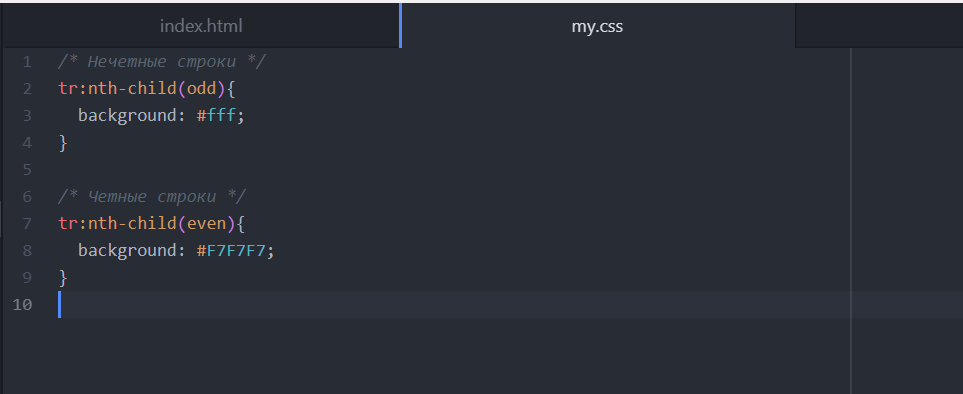 index.html
my.css
1 /* Нечетные строки */
2 tr:nth-child(odd){
3   background: #fff;
4 }
5
6 /* Четные строки */
7 tr:nth-child(even){
8   background: #F7F7F7;
9 }
10